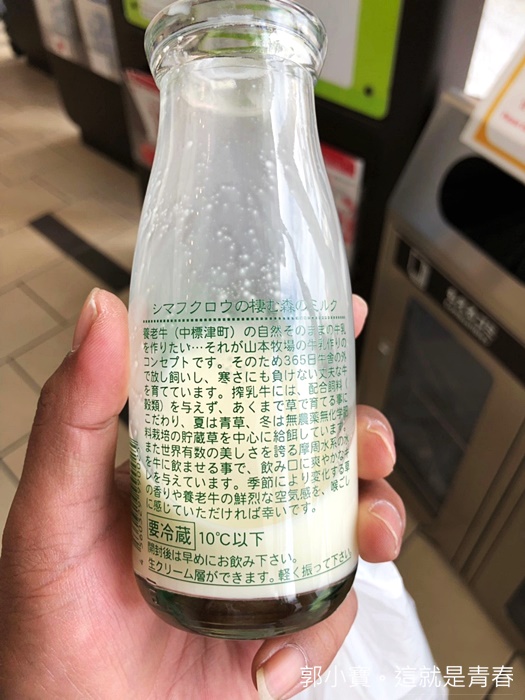 シマフクロウの棲む森のミルク
養老牛(中標津町)の自然そのままの牛乳
を作りたい…それが山本牧場の牛乳作りの
コンセプトです。そのため365日牛舎の外
で放し飼いし、寒さにも負けない丈夫な牛
を育てています。搾乳牛には、配合飼料(
穀類)を与えず、あくまで草で育てる事に
こだわり、夏は青草、冬は無農薬無化学肥
料栽培の貯蔵草を中心に給餌しています。
また世界有数の美しさを誇る摩周水系の水
を牛に飲ませる事で、飲み口に爽やかなキ
レを与えています。季節により変化する草
の香りや養老牛の鮮烈な空気感を、喉ごし
に感じていただければ幸いです。
要冷蔵 10℃以下
開封後は早めにお飲み下さい。
生クリーム層ができます。軽く振って下さい
郭小寶。這就是青春